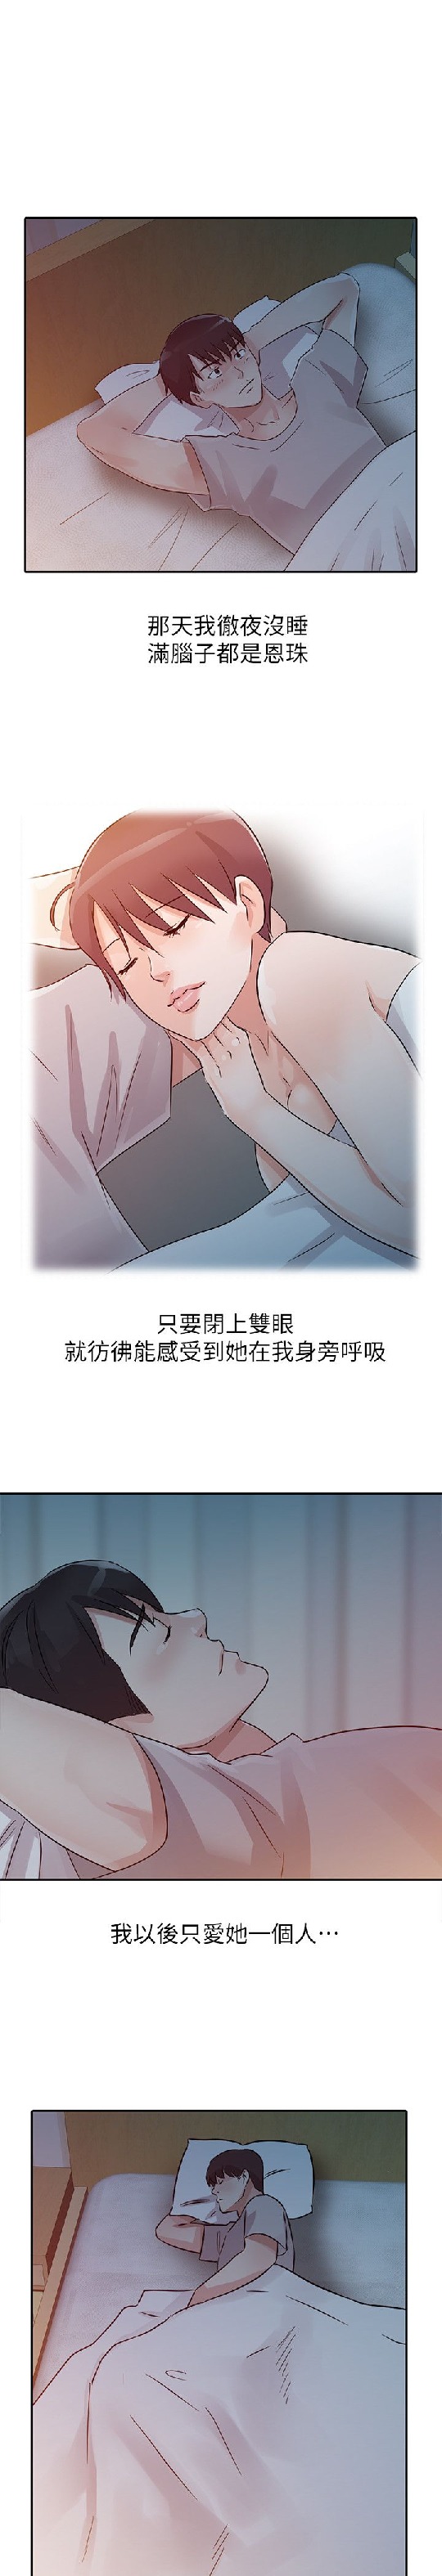 那天我徹夜沒睡
滿腦子都是恩珠
只要閉上雙眼
就彷彿能感受到她在我身旁呼吸
我以後只愛她一個人…